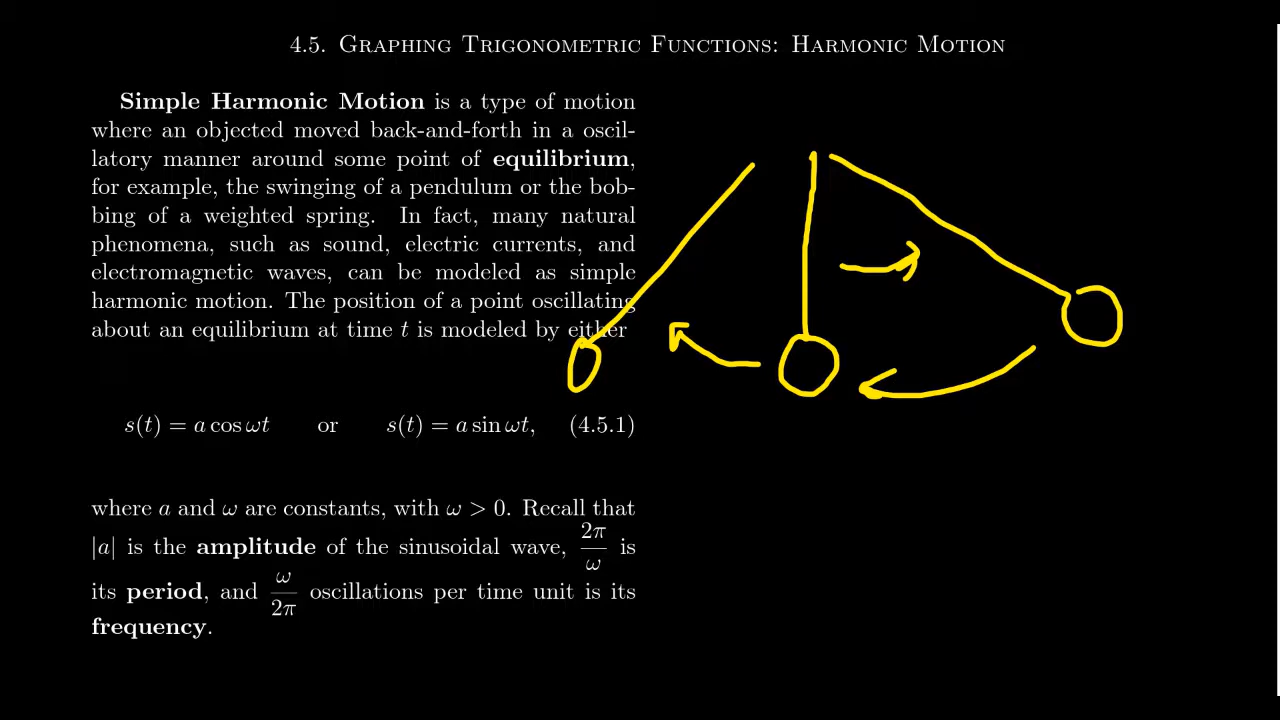 4.5. Graphing Trigonometric Functions: Harmonic Motion
Simple Harmonic Motion is a type of motion
where an objected moved back-and-forth in a oscil-
latory manner around some point of equilibrium,
for example, the swinging of a pendulum or the bob-
bing of a weighted spring. In fact, many natural
phenomena, such as sound, electric currents, and
electromagnetic waves, can be modeled as simple
harmonic motion. The position of a point oscillating
about an equilibrium at time t is modeled by either
s(t) = a cos ωt or s(t) = a sin ωt, (4.5.1)
where a and ω are constants, with ω > 0. Recall that
|a| is the amplitude of the sinusoidal wave, 2π/ω is
its period, and ω/2π oscillations per time unit is its
frequency.